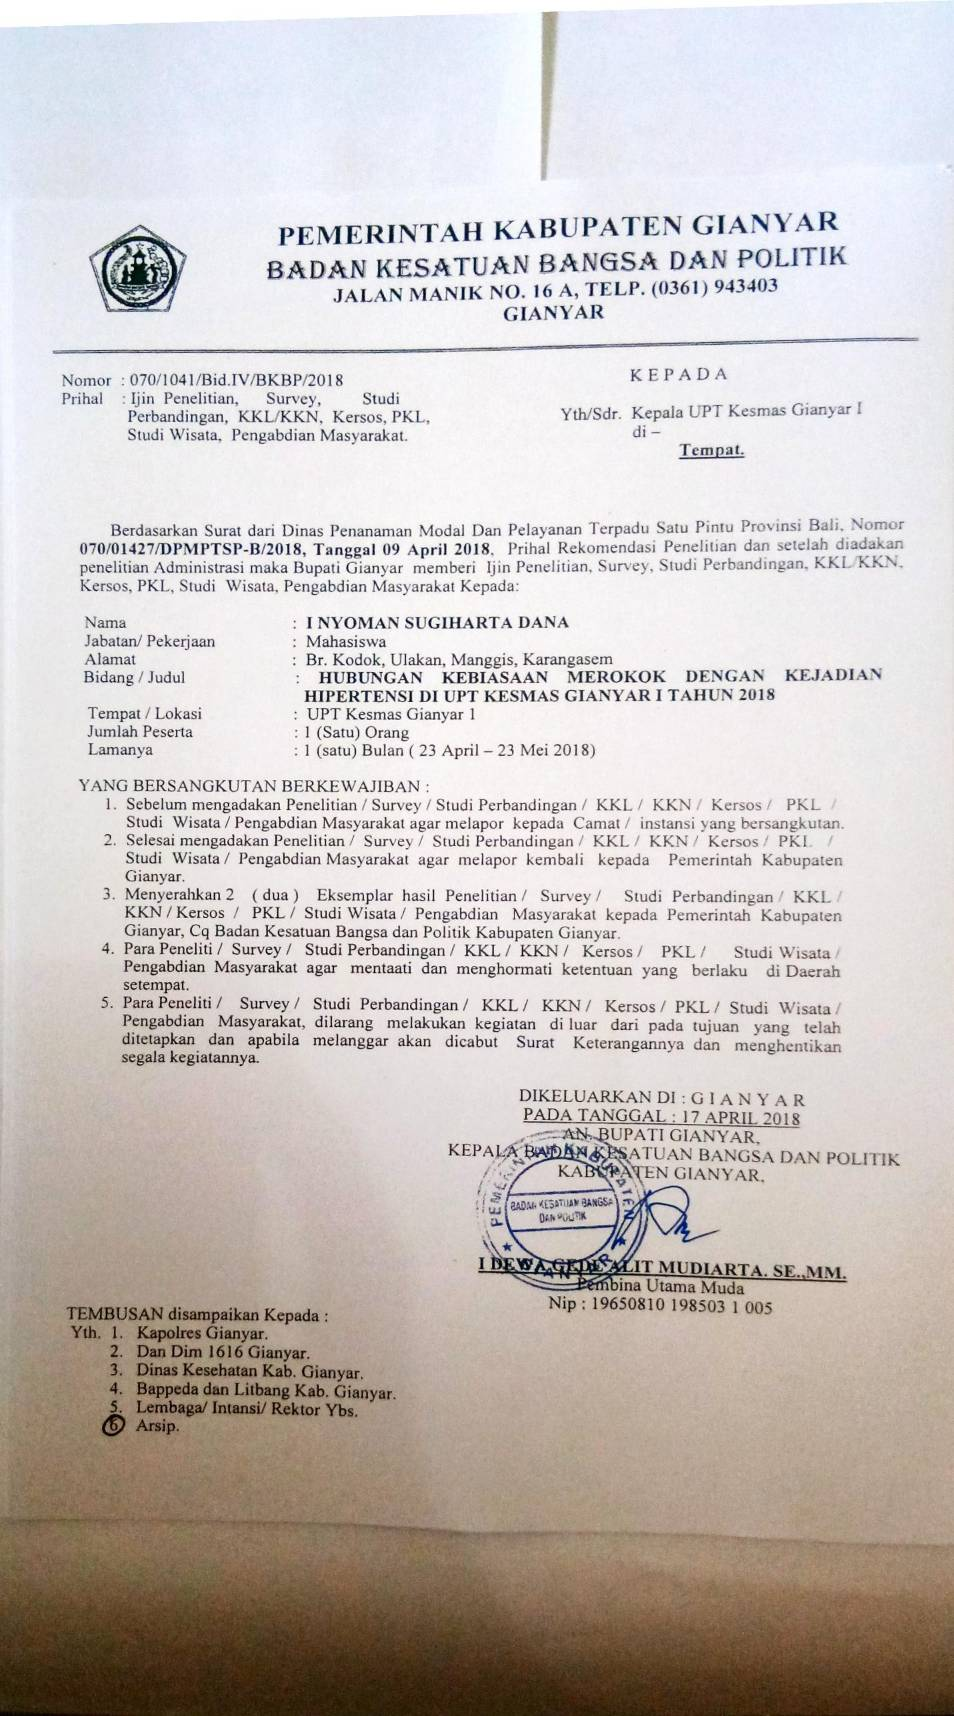 PEMERINTAH KABUPATEN GIANYAR
BADAN KESATUAN BANGSA DAN POLITIK
JALAN MANIK NO. 16 A, TELP. (0361) 943403
GIANYAR
Nomor : 070/1041/Bid.IV/BKBP/2018
Prihal : Ijin Penelitian, Survey, Studi
Perbandingan, KKL/KKN, Kersos, PKL,
Studi Wisata, Pengabdian Masyarakat.
K E P A D A
Yth/Sdr. Kepala UPT Kesmas Gianyar I
di –
Tempat.
Berdasarkan Surat dari Dinas Penanaman Modal Dan Pelayanan Terpadu Satu Pintu Provinsi Bali, Nomor
070/01427/DPMPTSP-B/2018, Tanggal 09 April 2018, Prihal Rekomendasi Penelitian dan setelah diadakan
penelitian Administrasi maka Bupati Gianyar memberi Ijin Penelitian, Survey, Studi Perbandingan, KKL/KKN,
Kersos, PKL, Studi Wisata, Pengabdian Masyarakat Kepada:
Nama : I NYOMAN SUGIHARTA DANA
Jabatan/ Pekerjaan : Mahasiswa
Alamat : Br. Kodok, Ulakan, Manggis, Karangasem
Bidang / Judul : HUBUNGAN KEBIASAAN MEROKOK DENGAN KEJADIAN
HIPERTENSI DI UPT KESMAS GIANYAR I TAHUN 2018
Tempat / Lokasi : UPT Kesmas Gianyar 1
Jumlah Peserta : 1 (Satu) Orang
Lamanya : 1 (satu) Bulan ( 23 April – 23 Mei 2018)
YANG BERSANGKUTAN BERKEWAJIBAN :
1. Sebelum mengadakan Penelitian / Survey / Studi Perbandingan / KKL / KKN / Kersos / PKL /
Studi Wisata / Pengabdian Masyarakat agar melapor kepada Camat / instansi yang bersangkutan.
2. Selesai mengadakan Penelitian / Survey / Studi Perbandingan / KKL / KKN / Kersos / PKL /
Studi Wisata / Pengabdian Masyarakat agar melapor kembali kepada Pemerintah Kabupaten
Gianyar.
3. Menyerahkan 2 ( dua ) Eksemplar hasil Penelitian / Survey / Studi Perbandingan / KKL /
KKN / Kersos / PKL / Studi Wisata / Pengabdian Masyarakat kepada Pemerintah Kabupaten
Gianyar, Cq Badan Kesatuan Bangsa dan Politik Kabupaten Gianyar.
4. Para Peneliti / Survey / Studi Perbandingan / KKL / KKN / Kersos / PKL / Studi Wisata /
Pengabdian Masyarakat agar mentaati dan menghormati ketentuan yang berlaku di Daerah
setempat.
5. Para Peneliti / Survey / Studi Perbandingan / KKL / KKN / Kersos / PKL / Studi Wisata /
Pengabdian Masyarakat, dilarang melakukan kegiatan di luar dari pada tujuan yang telah
ditetapkan dan apabila melanggar akan dicabut Surat Keterangannya dan menghentikan
segala kegiatannya.
DIKELUARKAN DI : G I A N Y A R
PADA TANGGAL : 17 APRIL 2018
AN. BUPATI GIANYAR,
KEPALA BADAN KESATUAN BANGSA DAN POLITIK
KABUPATEN GIANYAR,
PEMERINTAH KABUPATEN
BADAN KESATUAN BANGSA
DAN POLITIK
GIANYAR
I DEWA GEDE ALIT MUDIARTA. SE.,MM.
Pembina Utama Muda
Nip : 19650810 198503 1 005
TEMBUSAN disampaikan Kepada :
Yth. 1. Kapolres Gianyar.
2. Dan Dim 1616 Gianyar.
3. Dinas Kesehatan Kab. Gianyar.
4. Bappeda dan Litbang Kab. Gianyar.
5. Lembaga/ Intansi/ Rektor Ybs.
6 Arsip.